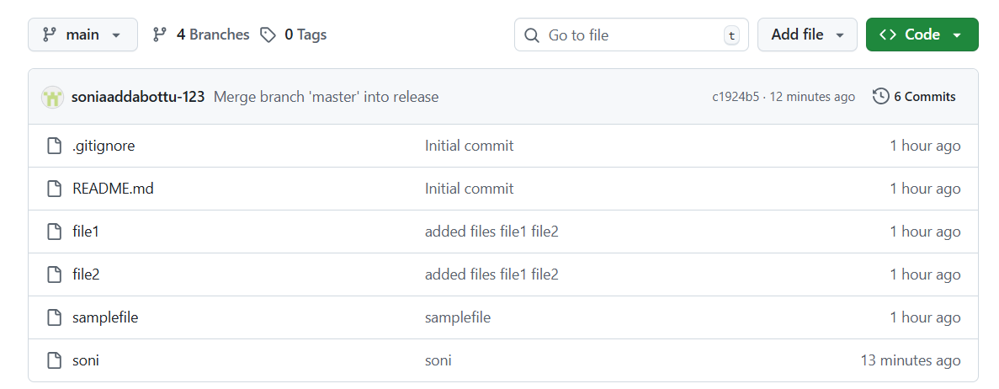 main 4 Branches 0 Tags Go to file t Add file Code
soniaaddabottu-123 Merge branch 'master' into release c1924b5 · 12 minutes ago 6 Commits
.gitignore Initial commit 1 hour ago
README.md Initial commit 1 hour ago
file1 added files file1 file2 1 hour ago
file2 added files file1 file2 1 hour ago
samplefile samplefile 1 hour ago
soni soni 13 minutes ago